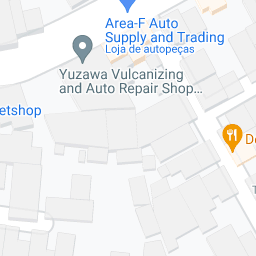 Area-F Auto
Supply and Trading
Loja de autopeças
Yuzawa Vulcanizing
and Auto Repair Shop...
etshop